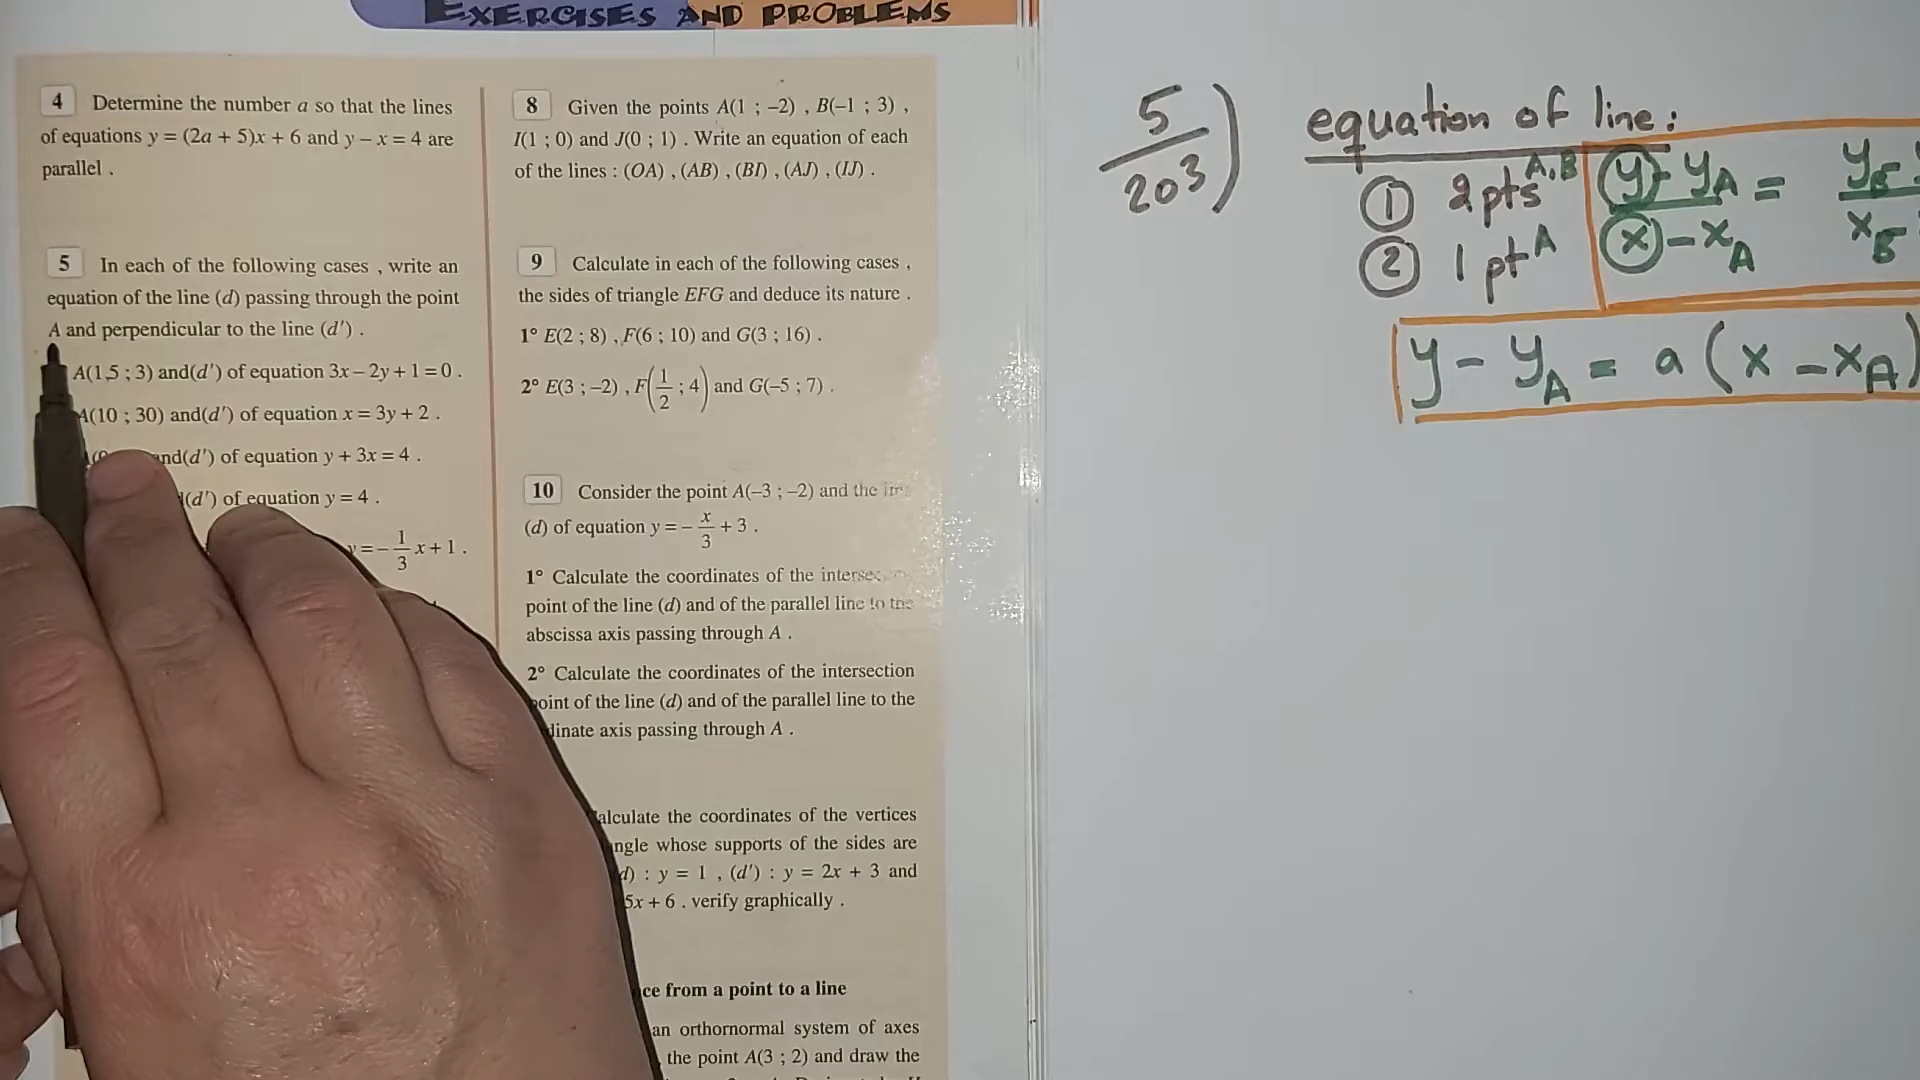 EXERCISES AND PROBLEMS
4 Determine the number a so that the lines
of equations y = (2a + 5)x + 6 and y – x = 4 are
parallel .
5 In each of the following cases , write an
equation of the line (d) passing through the point
A and perpendicular to the line (d') .
A(1,5 ; 3) and(d') of equation 3x – 2y + 1 = 0 .
A(10 ; 30) and(d') of equation x = 3y + 2 .
and(d') of equation y + 3x = 4 .
(d') of equation y = 4 .
y = – 1/3 x + 1 .
8 Given the points A(1 ; –2) , B(–1 ; 3) ,
I(1 ; 0) and J(0 ; 1) . Write an equation of each
of the lines : (OA) , (AB) , (BI) , (AJ) , (IJ) .
9 Calculate in each of the following cases ,
the sides of triangle EFG and deduce its nature .
1° E(2 ; 8) , F(6 ; 10) and G(3 ; 16) .
2° E(3 ; –2) , F(1/2 ; 4) and G(–5 ; 7) .
10 Consider the point A(–3 ; –2) and the
(d) of equation y = – x/3 + 3 .
1° Calculate the coordinates of the
point of the line (d) and of the parallel line to the
abscissa axis passing through A .
2° Calculate the coordinates of the intersection
point of the line (d) and of the parallel line to the
axis passing through A .
the coordinates of the vertices
whose supports of the sides are
: y = 1 , (d') : y = 2x + 3 and
5x + 6 . verify graphically .
from a point to a line
an orthornormal system of axes
the point A(3 ; 2) and draw the
5/203)
equation of line :
① 2pts A,B
② 1 pt A
y - yA / x - xA =
y - yA = a (x - xA)